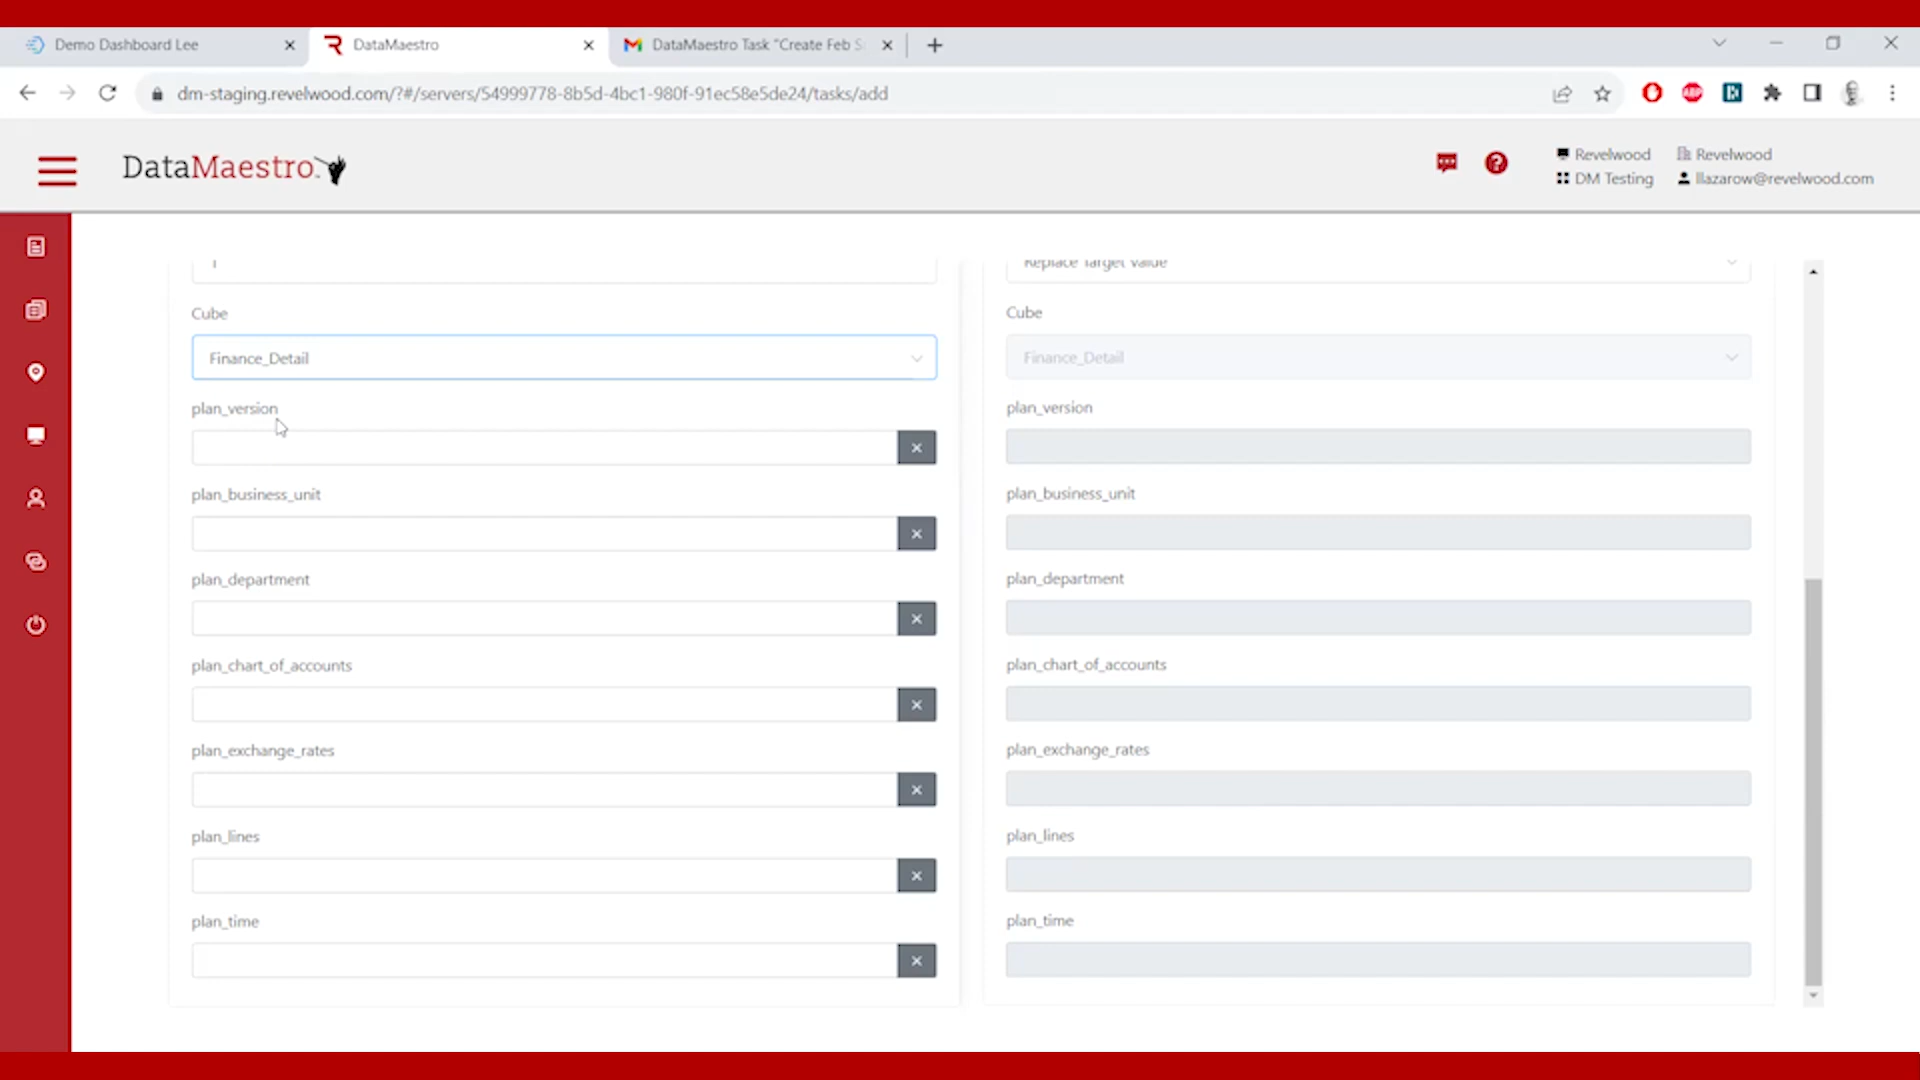 Demo Dashboard Lee
DataMaestro
DataMaestro Task "Create Feb S
dm-staging.revelwood.com/?#/servers/54999778-8b5d-4bc1-980f-91ec58e5de24/tasks/add
DataMaestro
Revelwood
Revelwood
DM Testing
llazarow@revelwood.com
Replace Target Value
Cube
Cube
Finance_Detail
Finance_Detail
plan_version
plan_version
plan_business_unit
plan_business_unit
plan_department
plan_department
plan_chart_of_accounts
plan_chart_of_accounts
plan_exchange_rates
plan_exchange_rates
plan_lines
plan_lines
plan_time
plan_time